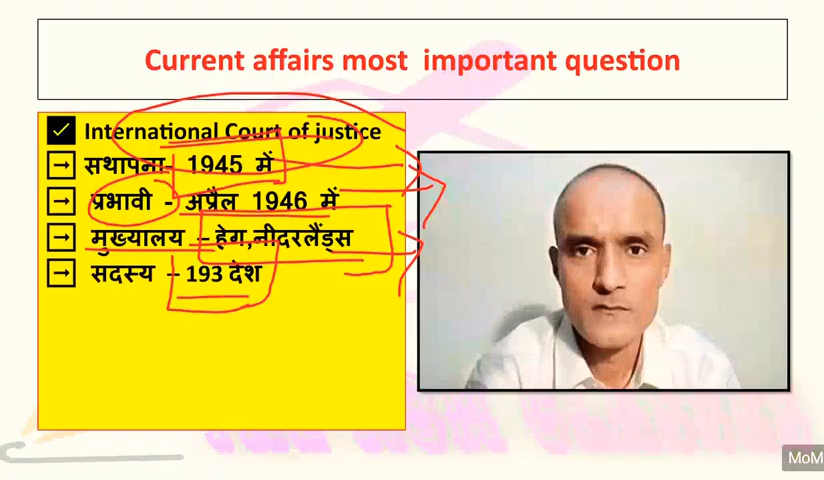 Current affairs most important question
International Court of justice
सथापना- 1945 में
प्रभावी - अप्रैल 1946 में
मुख्यालय – हेग,नीदरलैंड्स
सदस्य – 193 देश